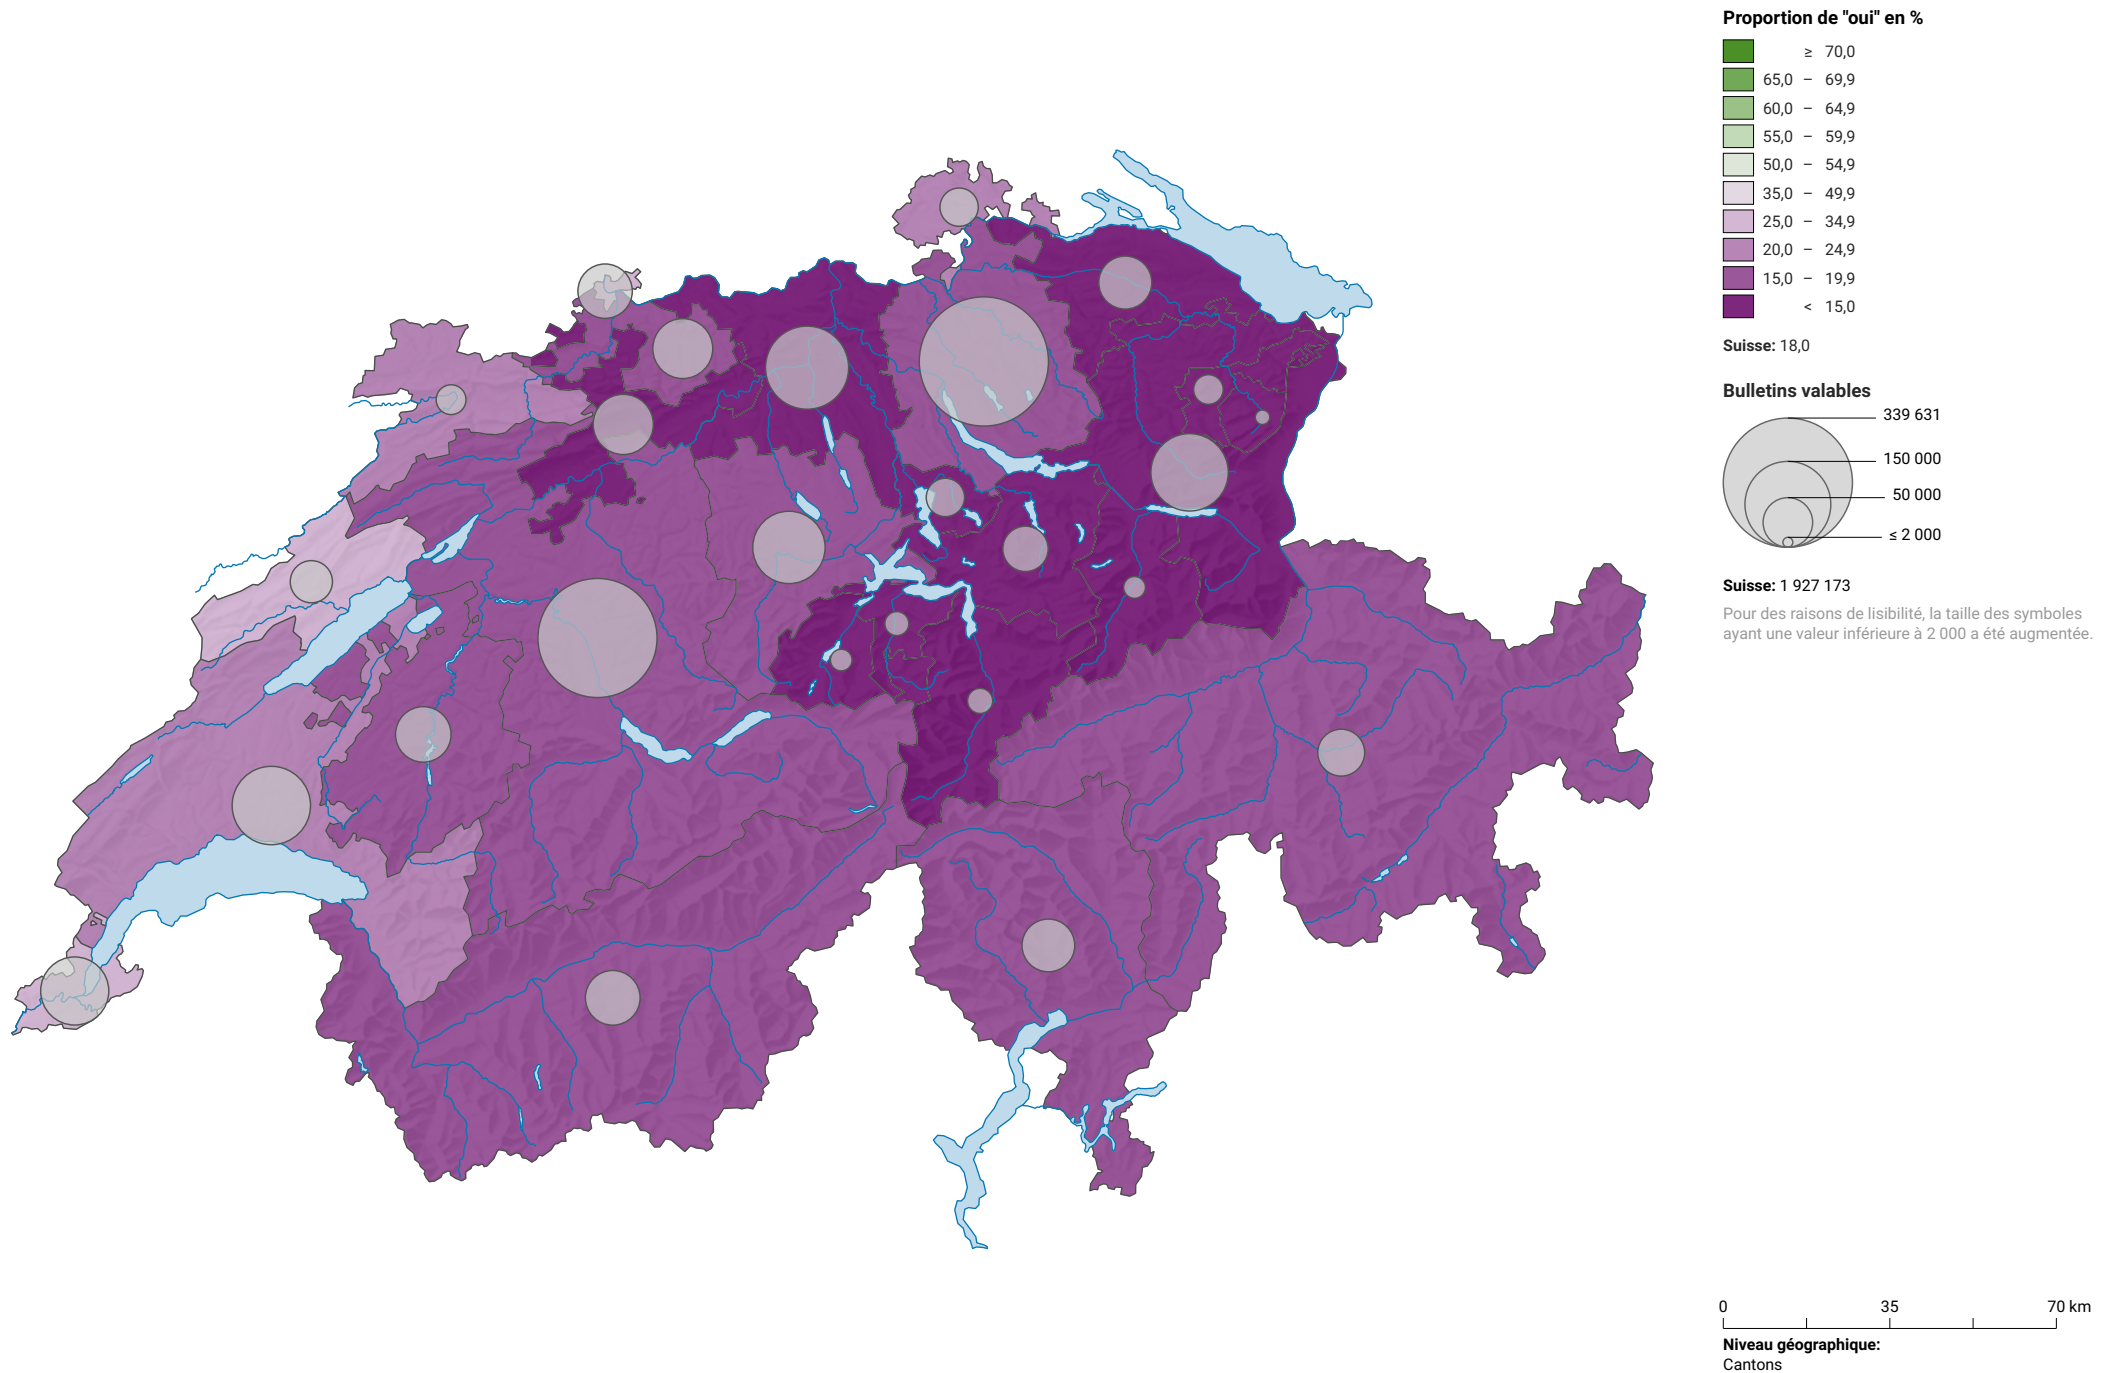 Proportion de "oui" en %
≥ 70,0
65,0 – 69,9
60,0 – 64,9
55,0 – 59,9
50,0 – 54,9
35,0 – 49,9
25,0 – 34,9
20,0 – 24,9
15,0 – 19,9
< 15,0
Suisse: 18,0
Bulletins valables
339 631
150 000
50 000
≤ 2 000
Suisse: 1 927 173
Pour des raisons de lisibilité, la taille des symboles
ayant une valeur inférieure à 2 000 a été augmentée.
0 35 70 km
Niveau géographique:
Cantons